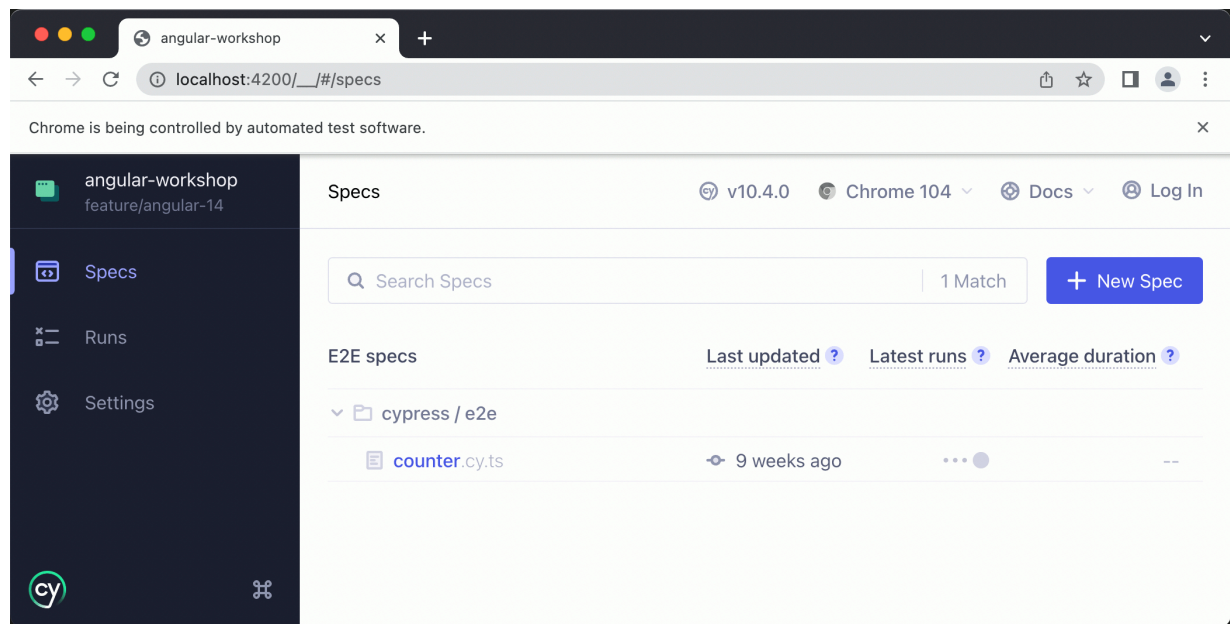 angular-workshop
localhost:4200/__/#/specs
Chrome is being controlled by automated test software.
angular-workshop
feature/angular-14
Specs
Runs
Settings
cy
Specs
cy v10.4.0 Chrome 104 Docs Log In
Search Specs 1 Match + New Spec
E2E specs Last updated ? Latest runs ? Average duration ?
cypress / e2e
counter.cy.ts 9 weeks ago --